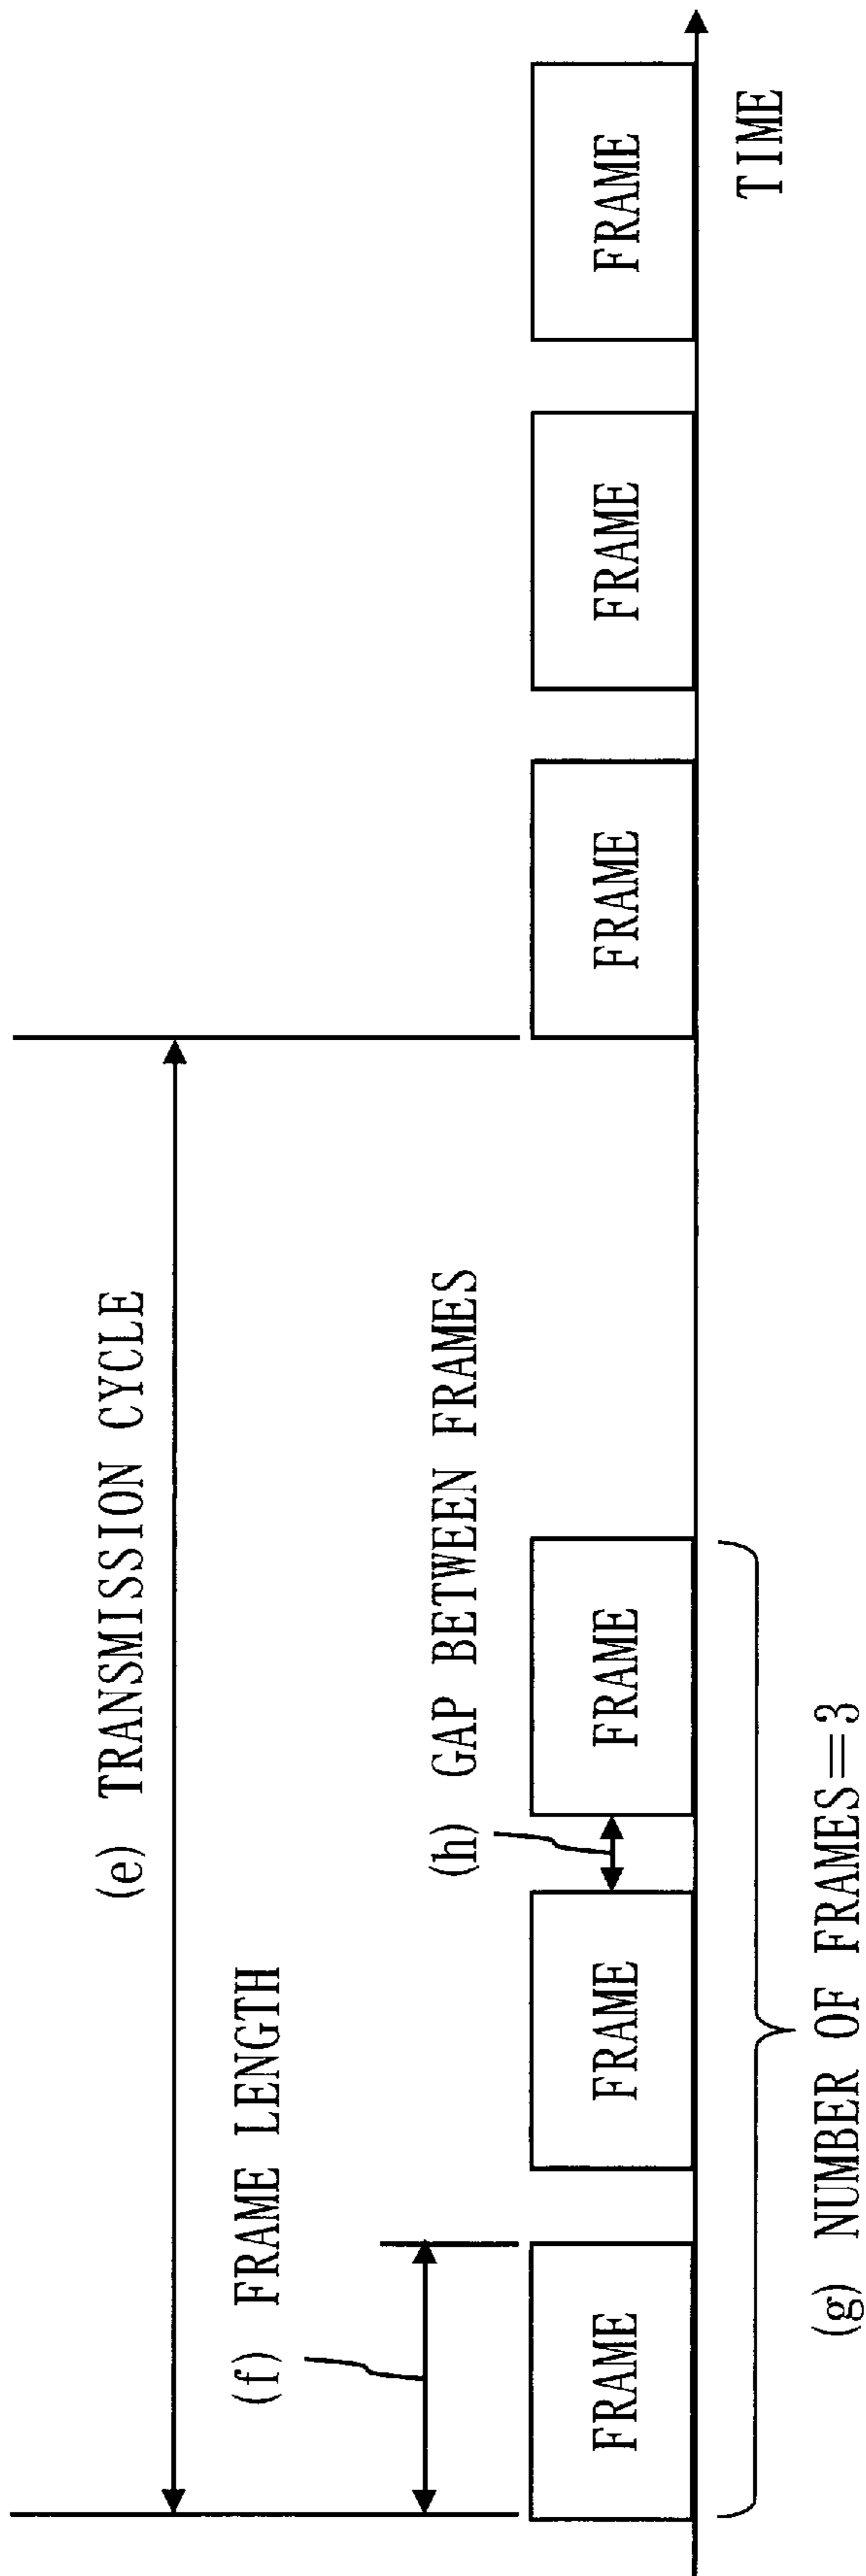 (e) TRANSMISSION CYCLE
(f) FRAME LENGTH
(h) GAP BETWEEN FRAMES
FRAME
FRAME
FRAME
FRAME
FRAME
FRAME
TIME
(g) NUMBER OF FRAMES=3